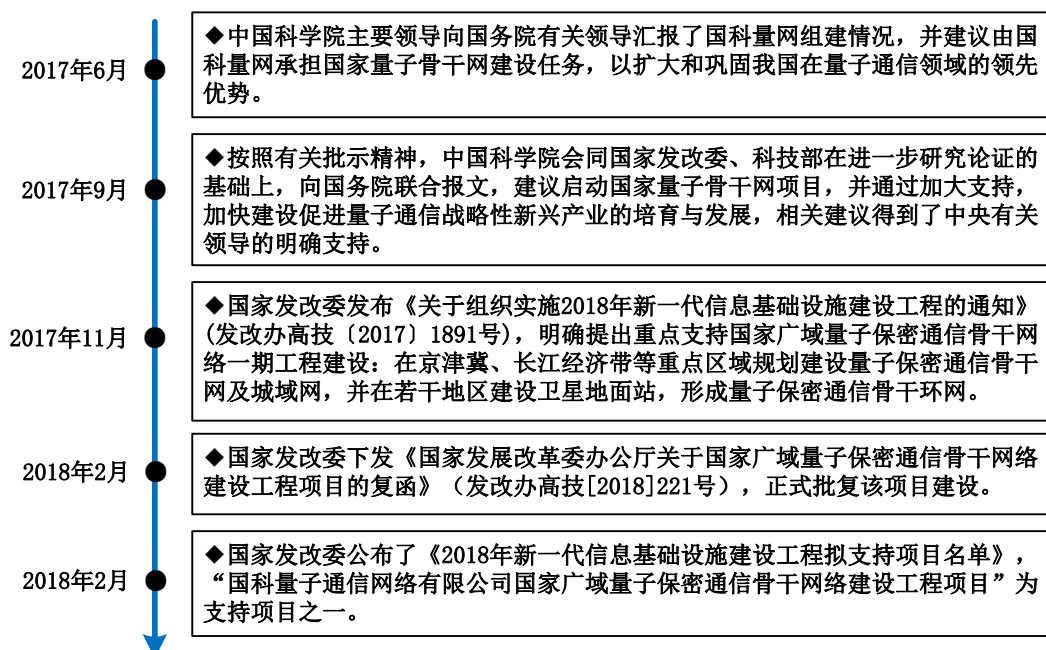 2017年6月
◆中国科学院主要领导向国务院有关领导汇报了国科量网组建情况，并建议由国
科量网承担国家量子骨干网建设任务，以扩大和巩固我国在量子通信领域的领先
优势。
2017年9月
◆按照有关批示精神，中国科学院会同国家发改委、科技部在进一步研究论证的
基础上，向国务院联合报文，建议启动国家量子骨干网项目，并通过加大支持，
加快建设促进量子通信战略性新兴产业的培育与发展，相关建议得到了中央有关
领导的明确支持。
2017年11月
◆国家发改委发布《关于组织实施2018年新一代信息基础设施建设工程的通知》
(发改办高技〔2017〕1891号)，明确提出重点支持国家广域量子保密通信骨干网
络一期工程建设：在京津冀、长江经济带等重点区域规划建设量子保密通信骨干
网及城域网，并在若干地区建设卫星地面站，形成量子保密通信骨干环网。
2018年2月
◆国家发改委下发《国家发展改革委办公厅关于国家广域量子保密通信骨干网络
建设工程项目的复函》（发改办高技[2018]221号），正式批复该项目建设。
2018年2月
◆国家发改委公布了《2018年新一代信息基础设施建设工程拟支持项目名单》，
“国科量子通信网络有限公司国家广域量子保密通信骨干网络建设工程项目”为
支持项目之一。